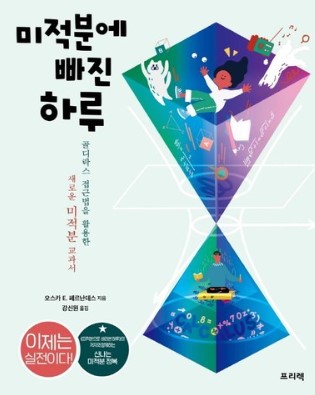 미적분에
빠진
하루
골디락스 접근법을 활용한
새로운 미적분 교과서
오스카 E. 페르난데스 지음
강신원 옮김
이제는
실전이다!
신나는
미적분 정복
프리렉